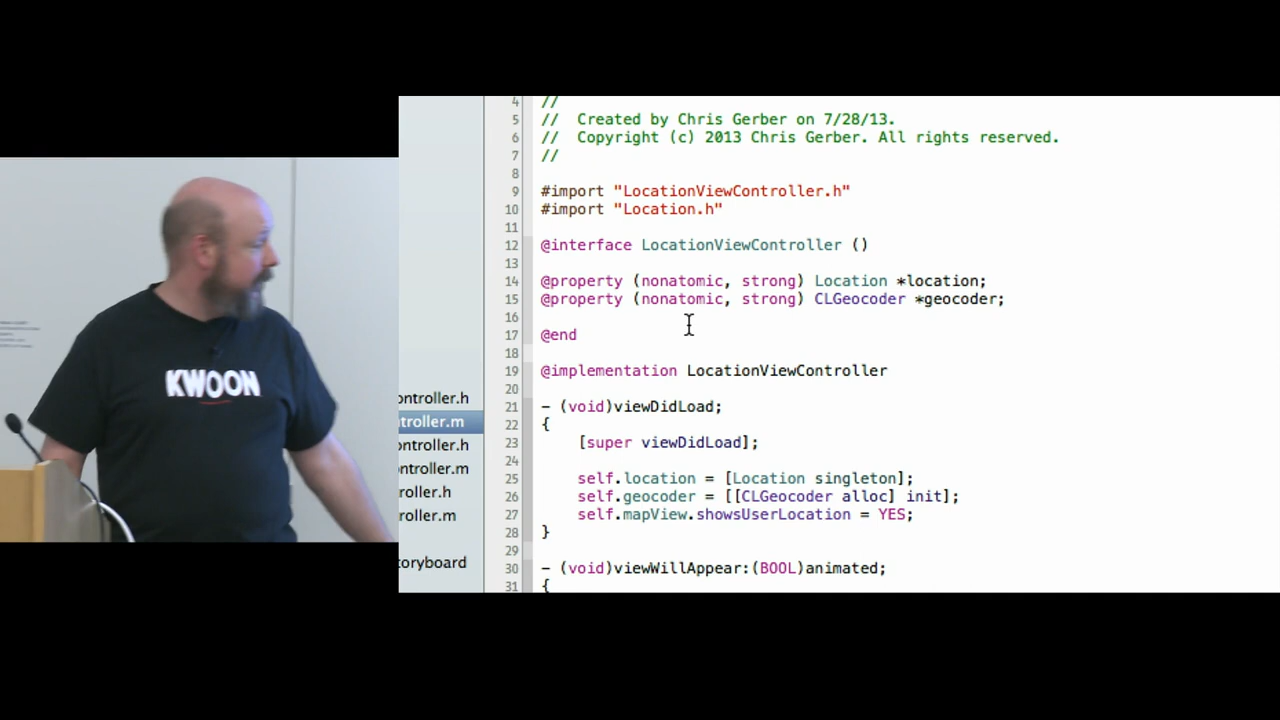 KWOON
ontroller.h
ntroller.m
ontroller.h
ontroller.m
roller.h
roller.m
toryboard
4 //
5 //  Created by Chris Gerber on 7/28/13.
6 //  Copyright (c) 2013 Chris Gerber. All rights reserved.
7 //
8
9 #import "LocationViewController.h"
10 #import "Location.h"
11
12 @interface LocationViewController ()
13
14 @property (nonatomic, strong) Location *location;
15 @property (nonatomic, strong) CLGeocoder *geocoder;
16
17 @end
18
19 @implementation LocationViewController
20
21 - (void)viewDidLoad;
22 {
23     [super viewDidLoad];
24
25     self.location = [Location singleton];
26     self.geocoder = [[CLGeocoder alloc] init];
27     self.mapView.showsUserLocation = YES;
28 }
29
30 - (void)viewWillAppear:(BOOL)animated;
31 {